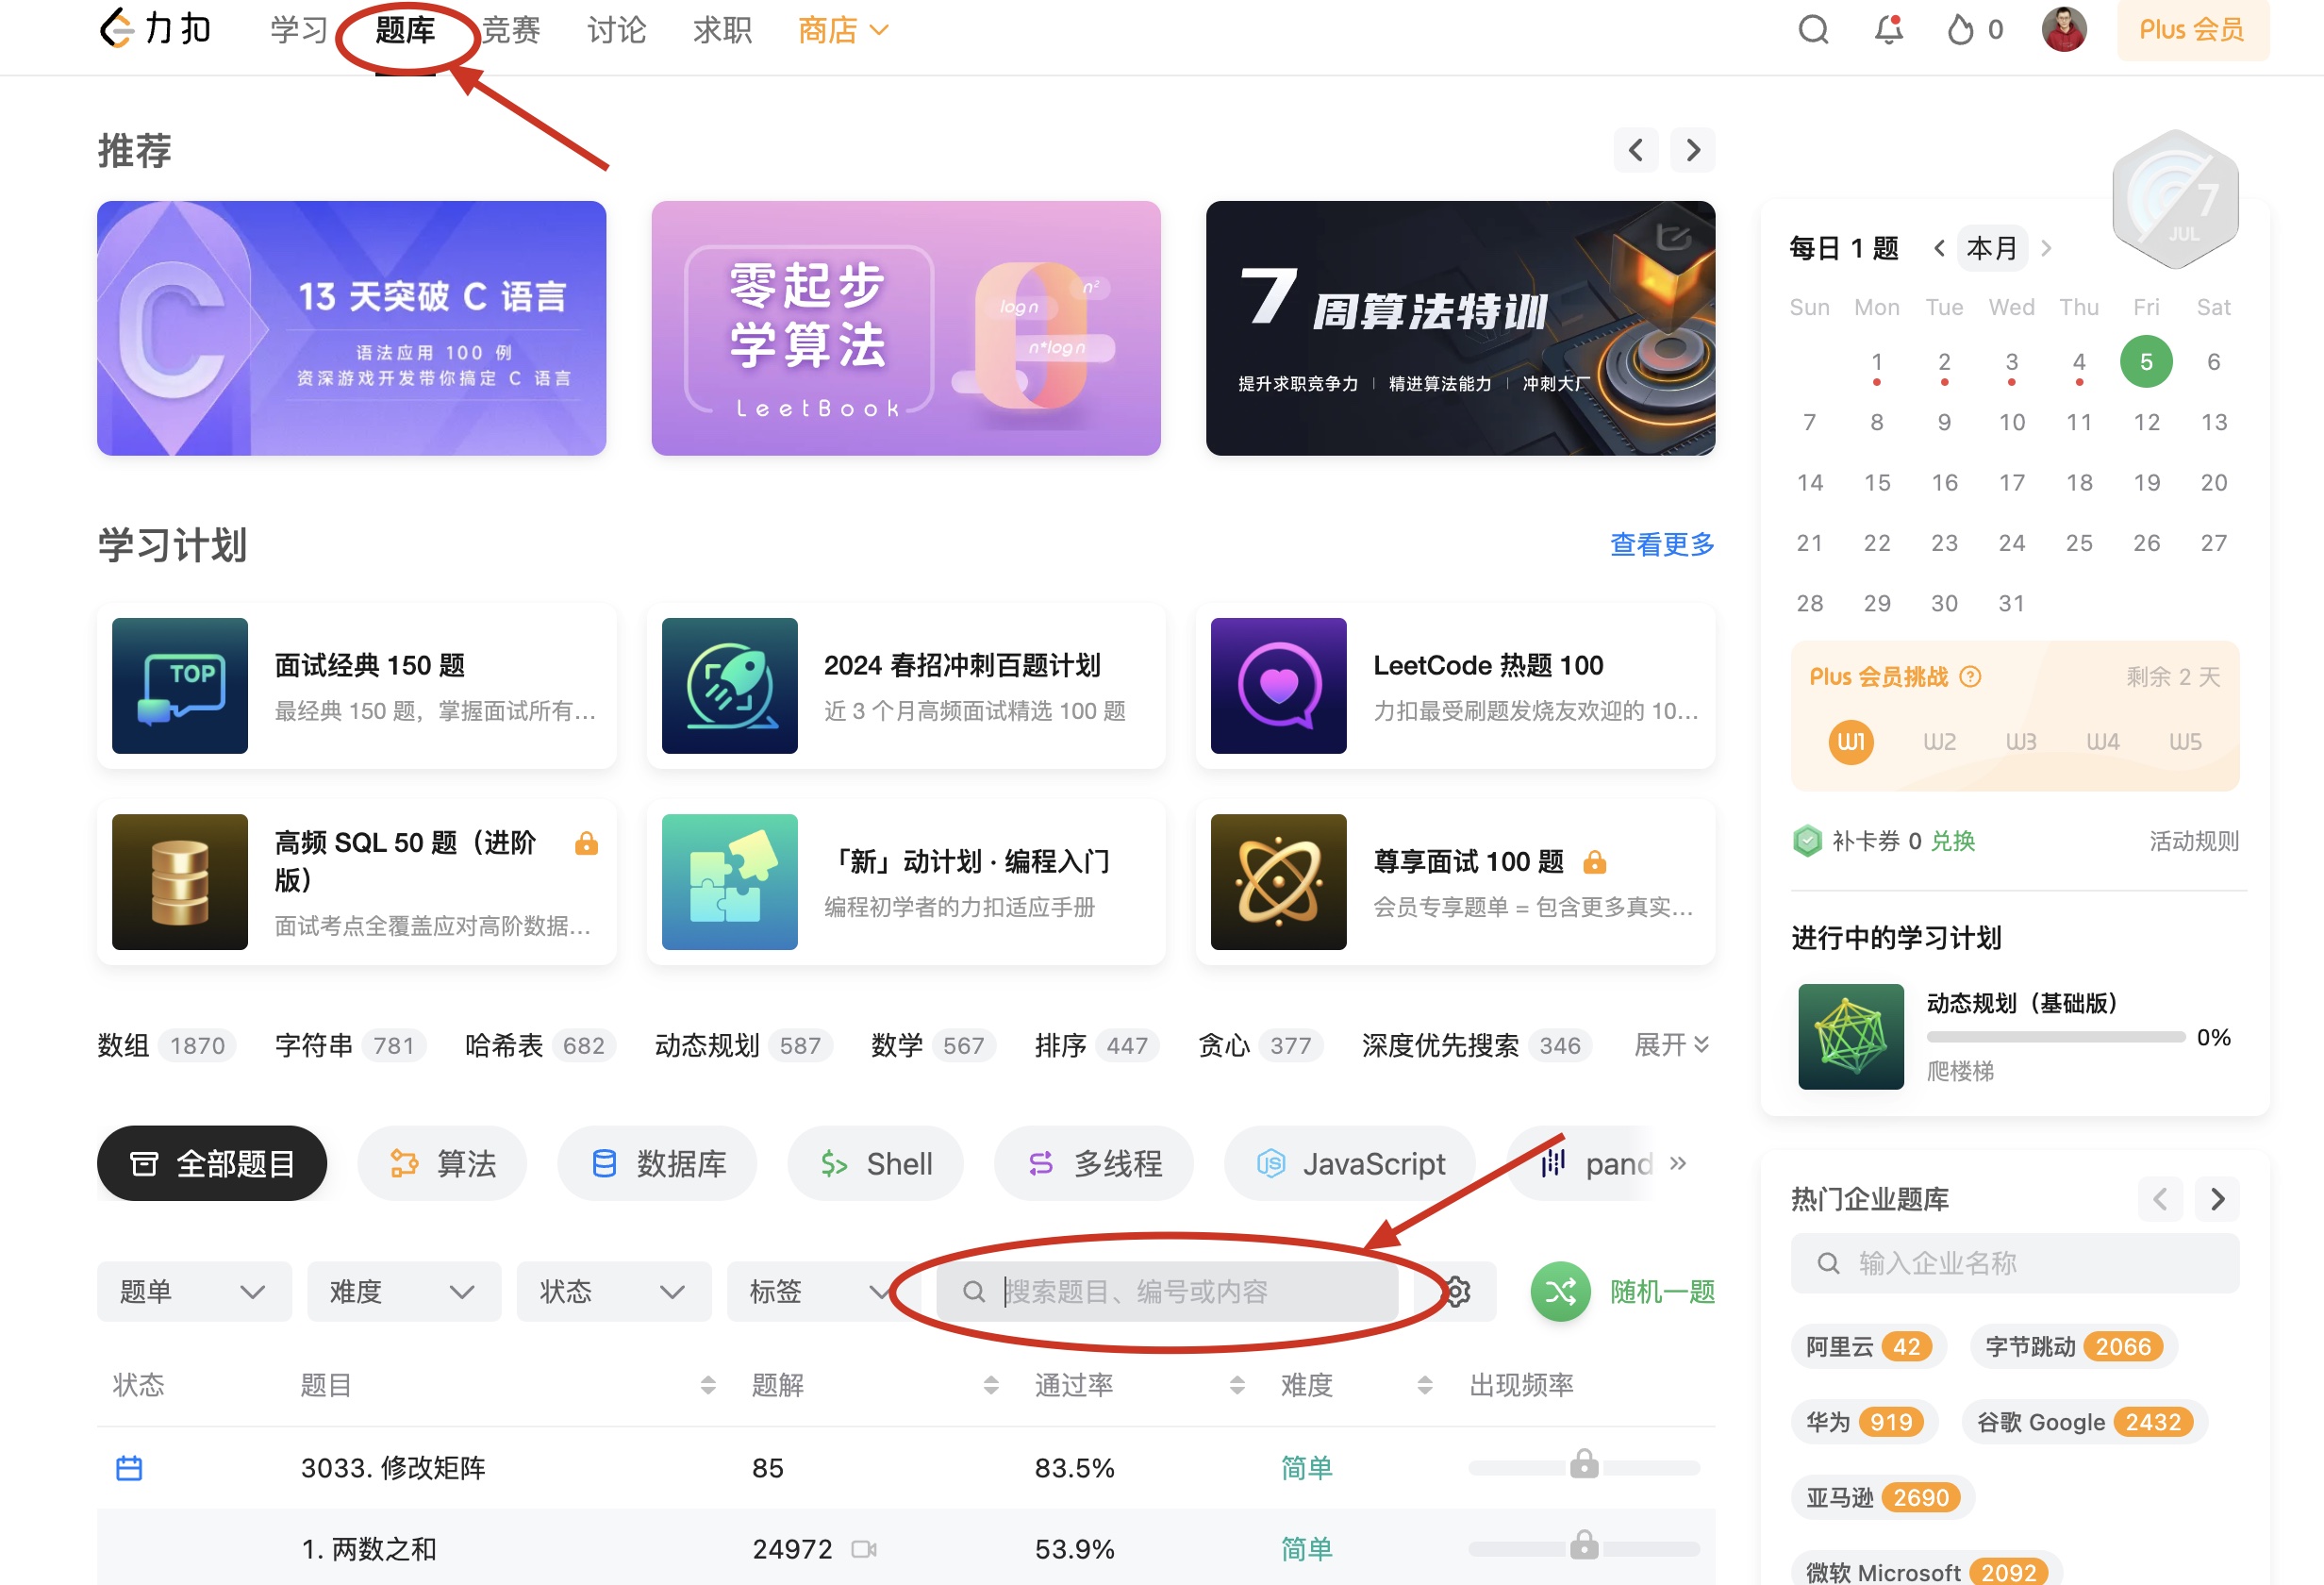 力扣 学习 题库 竞赛 讨论 求职 商店 0 Plus 会员
推荐
13 天突破 C 语言
语法应用 100 例
资深游戏开发带你搞定 C 语言
零起步
学算法
LeetBook
log n
n²
n*log n
7 周算法特训
提升求职竞争力 | 精进算法能力 | 冲刺大厂
7
JUL
每日 1 题 本月
Sun Mon Tue Wed Thu Fri Sat
1 2 3 4 5 6
7 8 9 10 11 12 13
14 15 16 17 18 19 20
21 22 23 24 25 26 27
28 29 30 31
Plus 会员挑战 ? 剩余 2 天
W1 W2 W3 W4 W5
补卡券 0 兑换 活动规则
进行中的学习计划
动态规划（基础版）
0%
爬楼梯
学习计划 查看更多
TOP
面试经典 150 题
最经典 150 题，掌握面试所有...
2024 春招冲刺百题计划
近 3 个月高频面试精选 100 题
LeetCode 热题 100
力扣最受刷题发烧友欢迎的 10...
高频 SQL 50 题（进阶
版）
面试考点全覆盖应对高阶数据...
「新」动计划 · 编程入门
编程初学者的力扣适应手册
尊享面试 100 题
会员专享题单 = 包含更多真实...
数组 1870 字符串 781 哈希表 682 动态规划 587 数学 567 排序 447 贪心 377 深度优先搜索 346 展开
全部题目 算法 数据库 Shell 多线程 JavaScript pand
题单 难度 状态 标签 搜索题目、编号或内容 随机一题
状态 题目 题解 通过率 难度 出现频率
3033. 修改矩阵 85 83.5% 简单
1. 两数之和 24972 53.9% 简单
热门企业题库
输入企业名称
阿里云 42 字节跳动 2066
华为 919 谷歌 Google 2432
亚马逊 2690
微软 Microsoft 2092